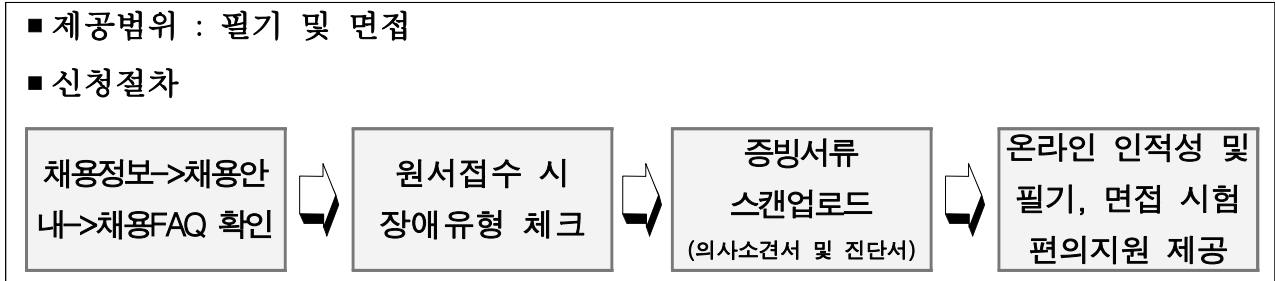 ■ 제공범위 : 필기 및 면접
■ 신청절차
채용정보->채용안
내->채용FAQ 확인
원서접수 시
장애유형 체크
증빙서류
스캔업로드
(의사소견서 및 진단서)
온라인 인적성 및
필기, 면접 시험
편의지원 제공